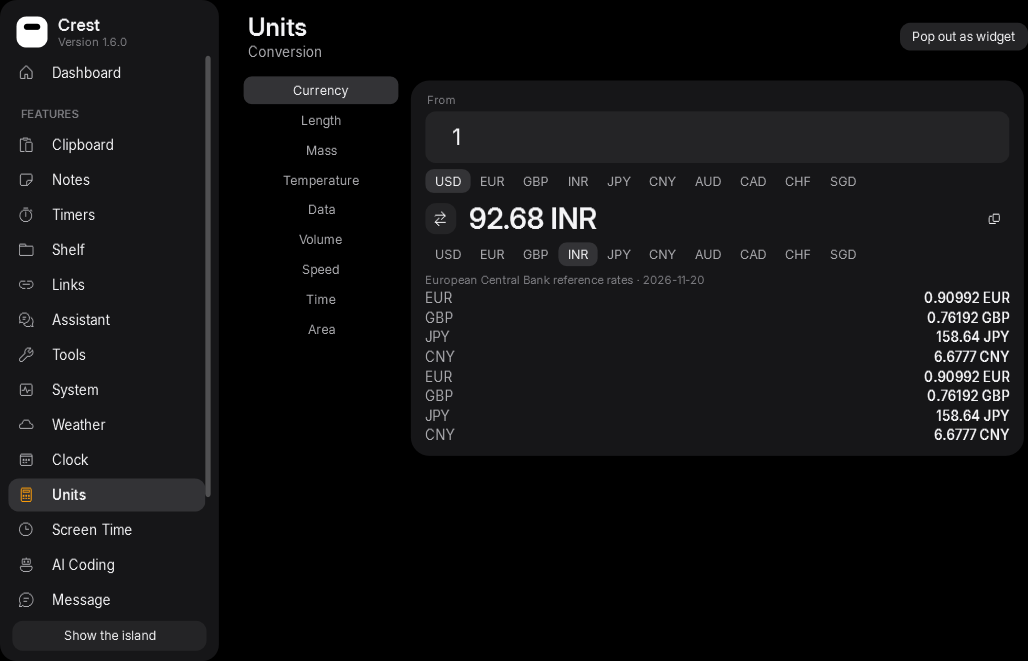 Crest
Version 1.6.0
Dashboard
FEATURES
Clipboard
Notes
Timers
Shelf
Links
Assistant
Tools
System
Weather
Clock
Units
Screen Time
AI Coding
Message
Show the island
Units
Conversion
Pop out as widget
Currency
Length
Mass
Temperature
Data
Volume
Speed
Time
Area
From
1
USD EUR GBP INR JPY CNY AUD CAD CHF SGD
92.68 INR
USD EUR GBP INR JPY CNY AUD CAD CHF SGD
European Central Bank reference rates · 2026-11-20
EUR 0.90992 EUR
GBP 0.76192 GBP
JPY 158.64 JPY
CNY 6.6777 CNY
EUR 0.90992 EUR
GBP 0.76192 GBP
JPY 158.64 JPY
CNY 6.6777 CNY